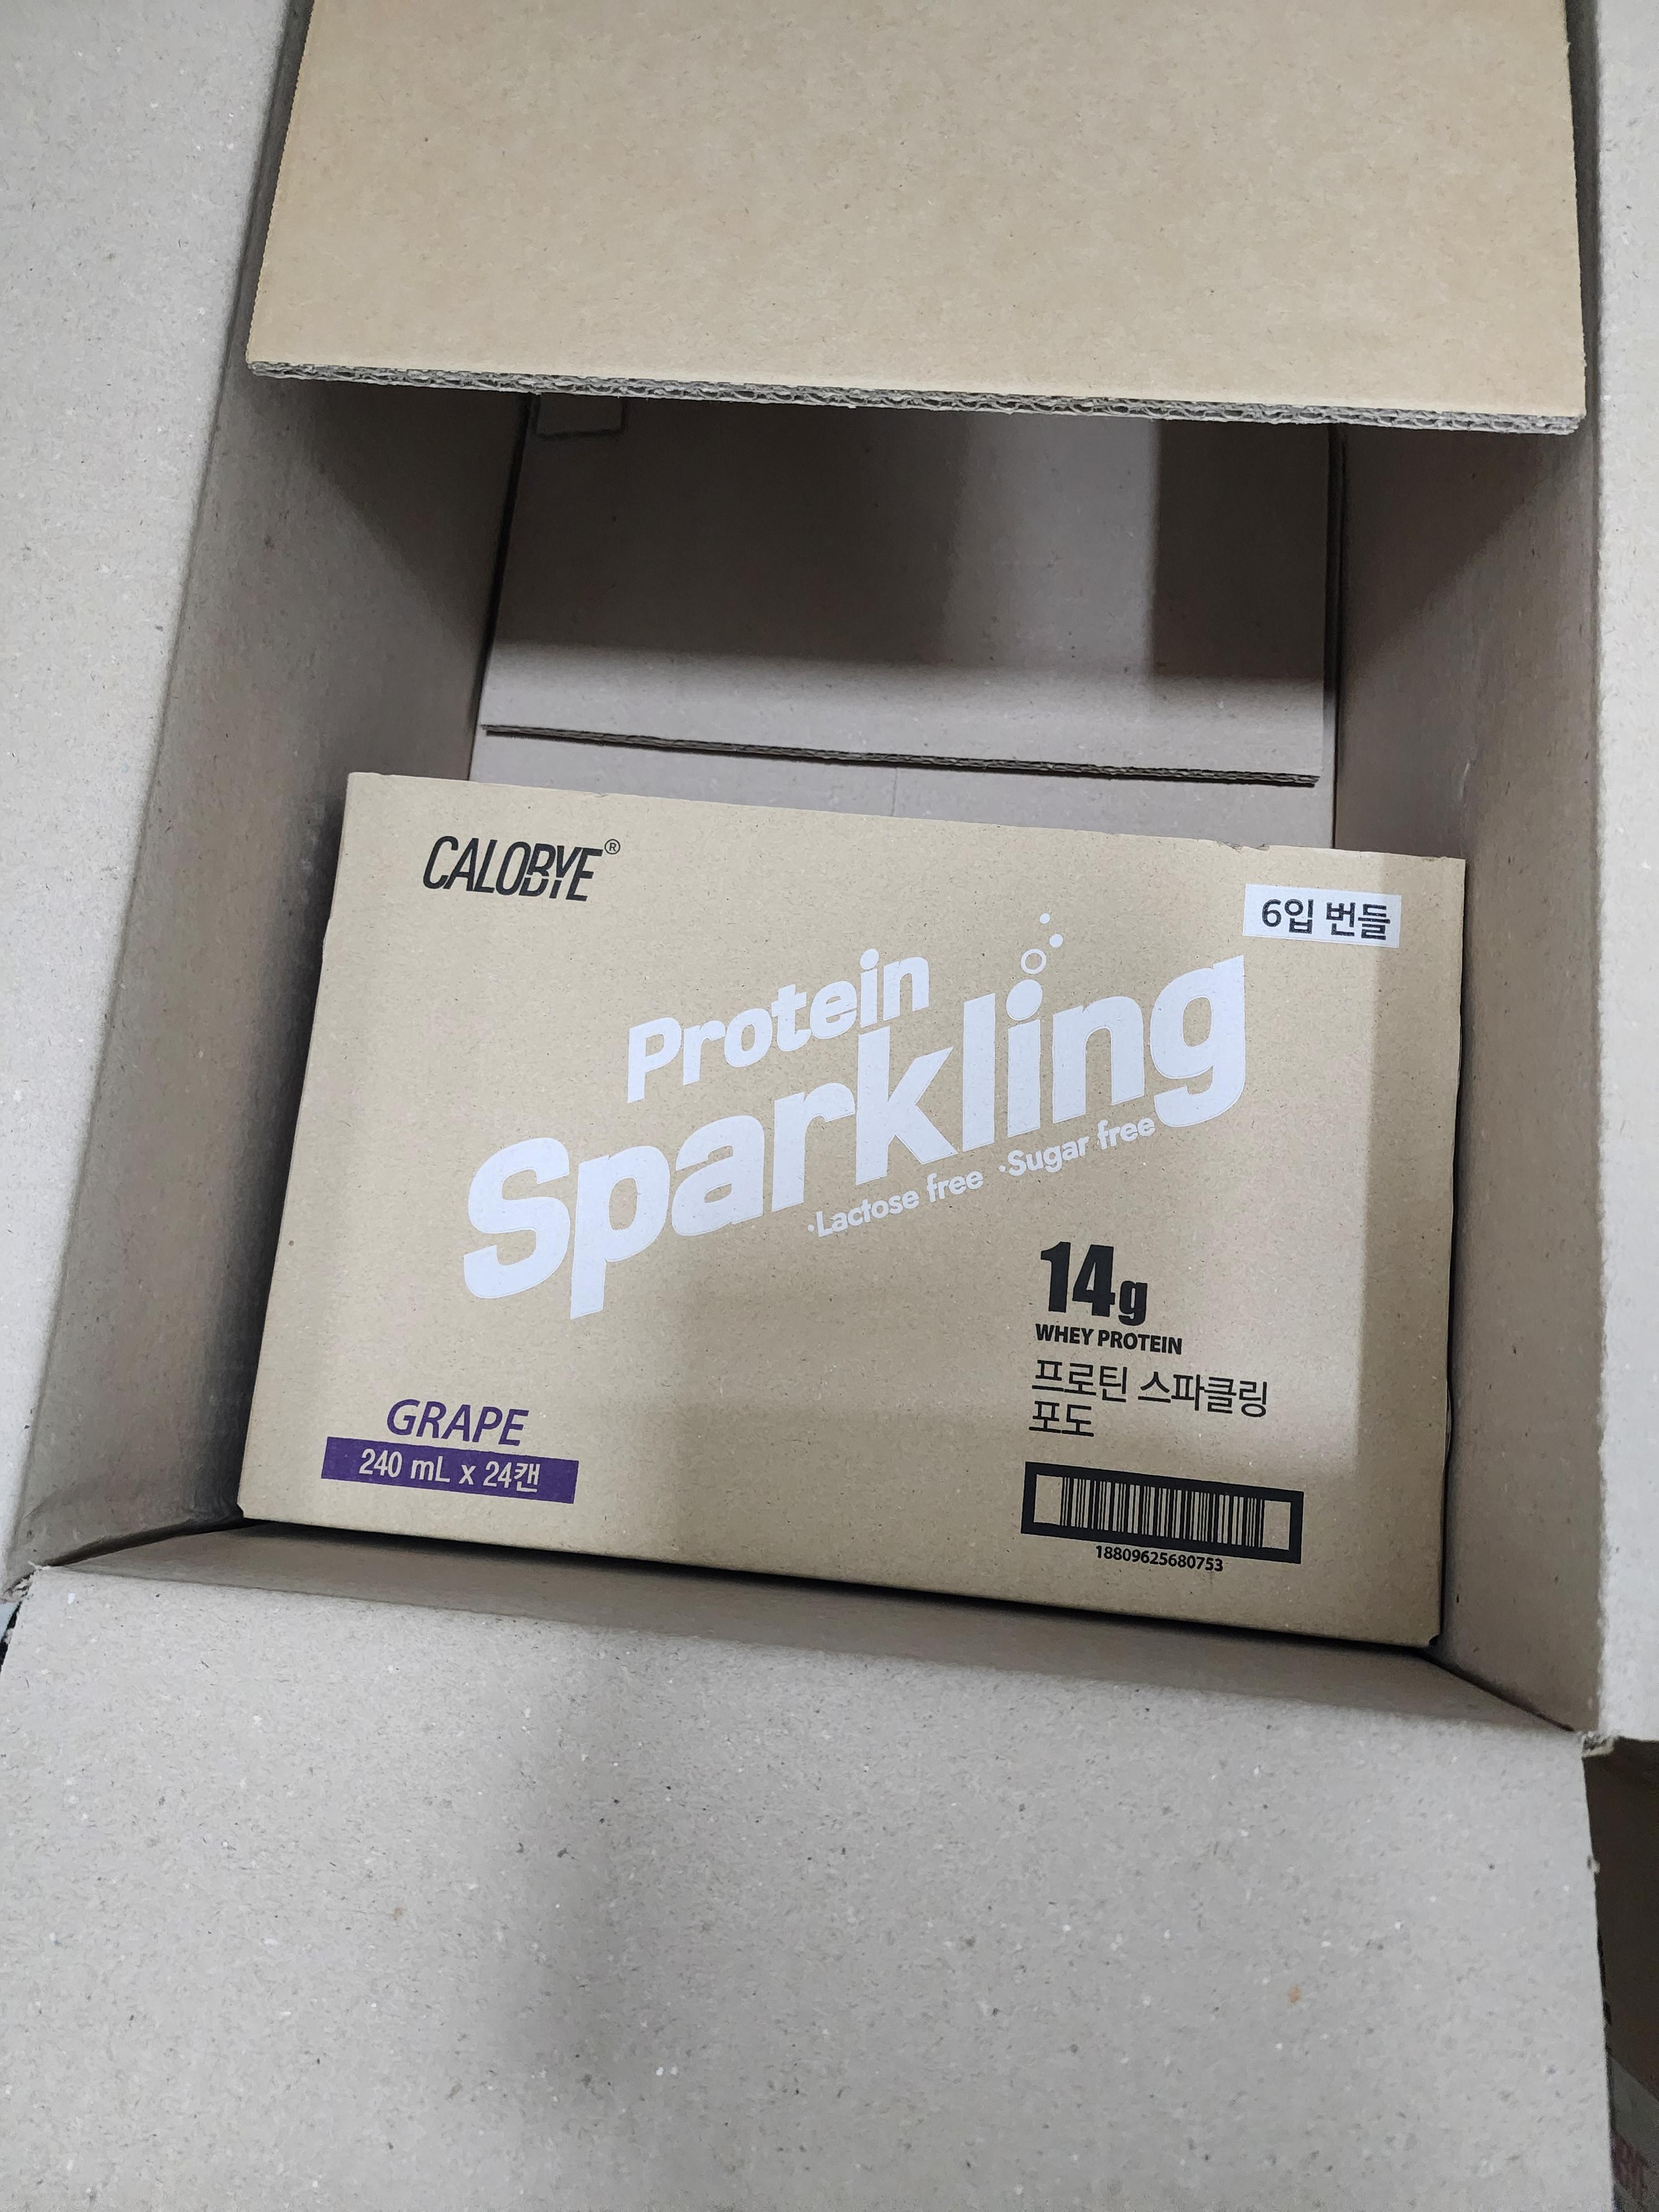 CALOBYE®
6입 번들
Protein
Sparkling
·Lactose free ·Sugar free
14g
WHEY PROTEIN
프로틴 스파클링
포도
GRAPE
240 mL x 24캔
18809625680753